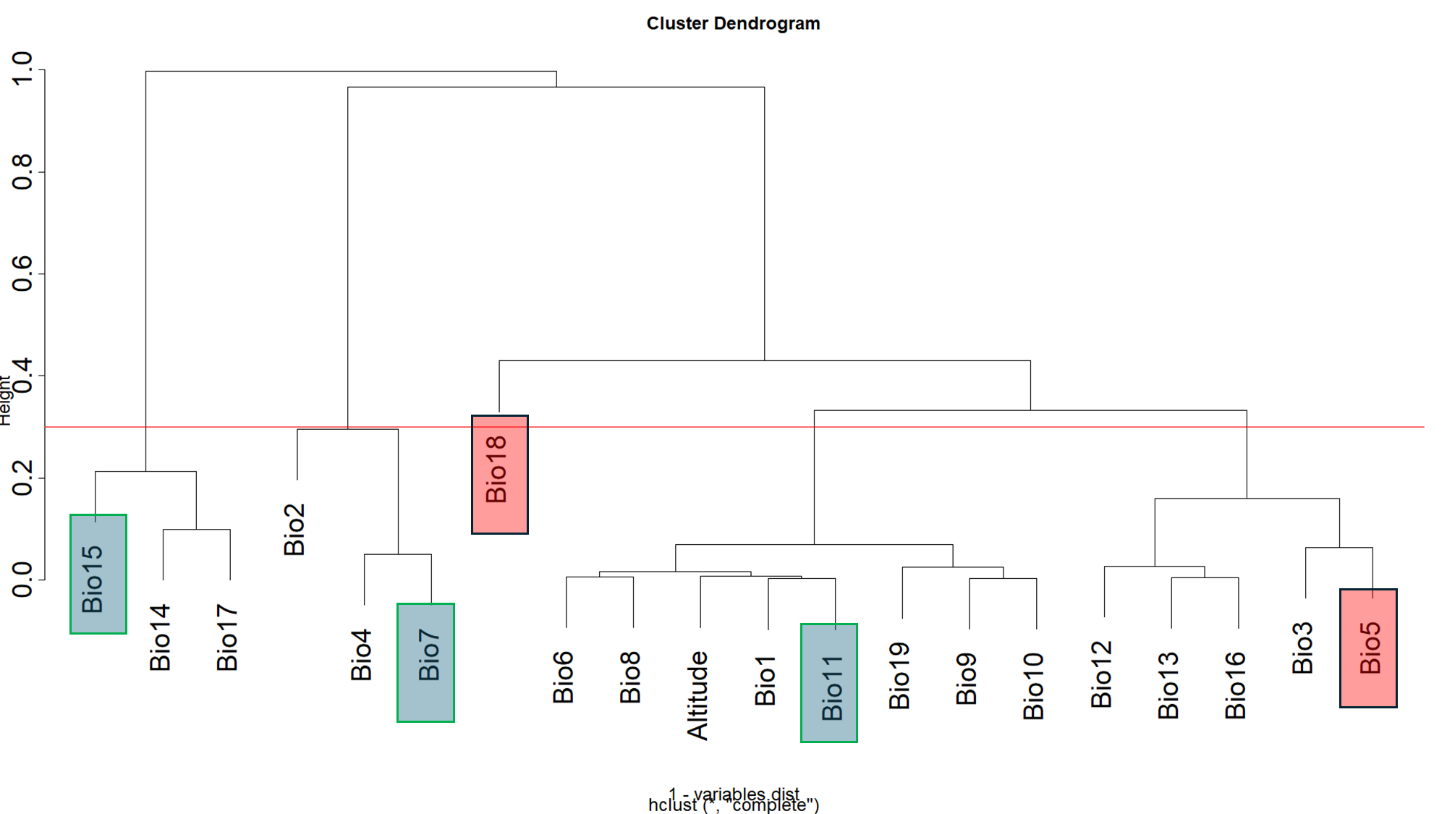 Cluster Dendrogram
Height
1.0
0.8
0.6
0.4
0.2
0.0
Bio15
Bio14
Bio17
Bio2
Bio4
Bio7
Bio18
Bio6
Bio8
Altitude
Bio1
Bio11
Bio19
Bio9
Bio10
Bio12
Bio13
Bio16
Bio3
Bio5
1 - variables.dist
hclust (*, "complete")